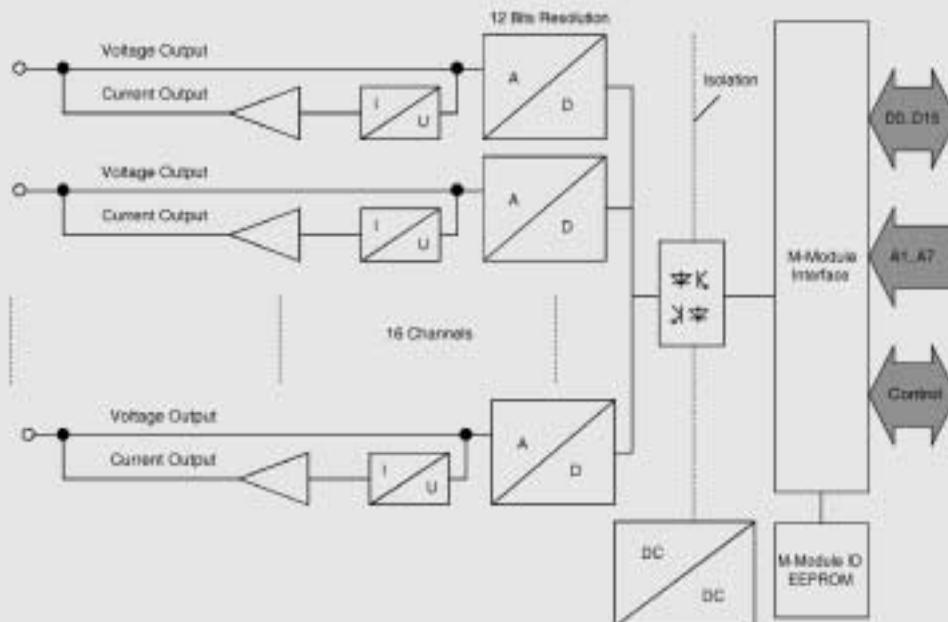 12 Bits Resolution
Voltage Output
Current Output
I
U
A
D
Isolation
D0..D15
Voltage Output
Current Output
I
U
A
D
A1..A7
M-Module
Interface
16 Channels
Control
Voltage Output
Current Output
I
U
A
D
DC
DC
M-Module ID
EEPROM